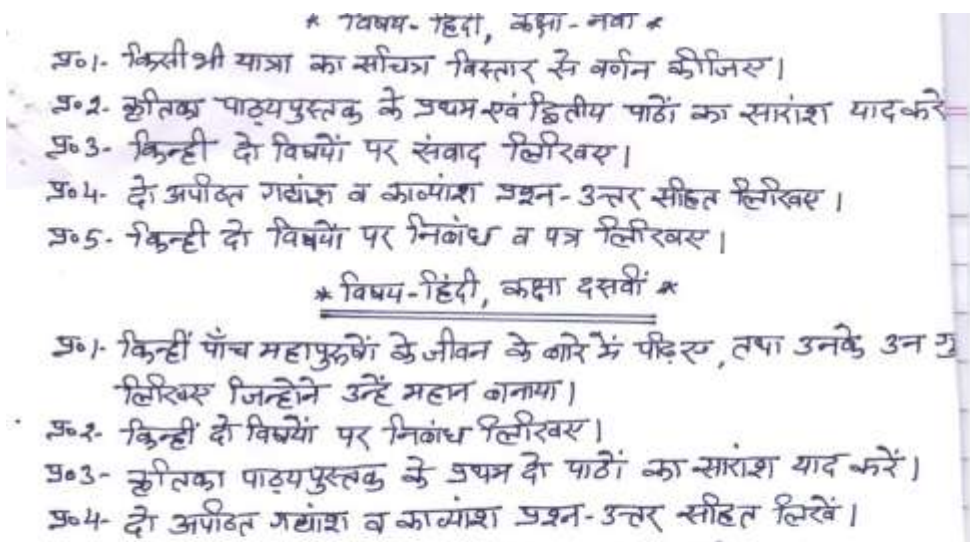 * विषय- हिंदी, कक्षा - नवी *
प्र०1- किसी भी यात्रा का सचित्र विस्तार से वर्णन कीजिए।
प्र०2- कृतिका पाठ्यपुस्तक के प्रथम एवं द्वितीय पाठों का सारांश याद करें
प्र०3- किन्ही दो विषयों पर संवाद लिखिए।
प्र०4- दो अपठित गद्यांश व काव्यांश प्रश्न-उत्तर सहित लिखिए।
प्र०5- किन्ही दो विषयों पर निबंध व पत्र लिखिए।
* विषय-हिंदी, कक्षा दसवीं *
प्र०1- किन्हीं पाँच महापुरुषों के जीवन के बारे में पढ़िए, तथा उनके उन
लिखिए जिन्होने उन्हें महान बनाया।
प्र०2- किन्हीं दो विषयों पर निबंध लिखिए।
प्र०3- कृतिका पाठ्यपुस्तक के प्रथम दो पाठों का सारांश याद करें।
प्र०4- दो अपठित गद्यांश व काव्यांश प्रश्न-उत्तर सहित लिखें।